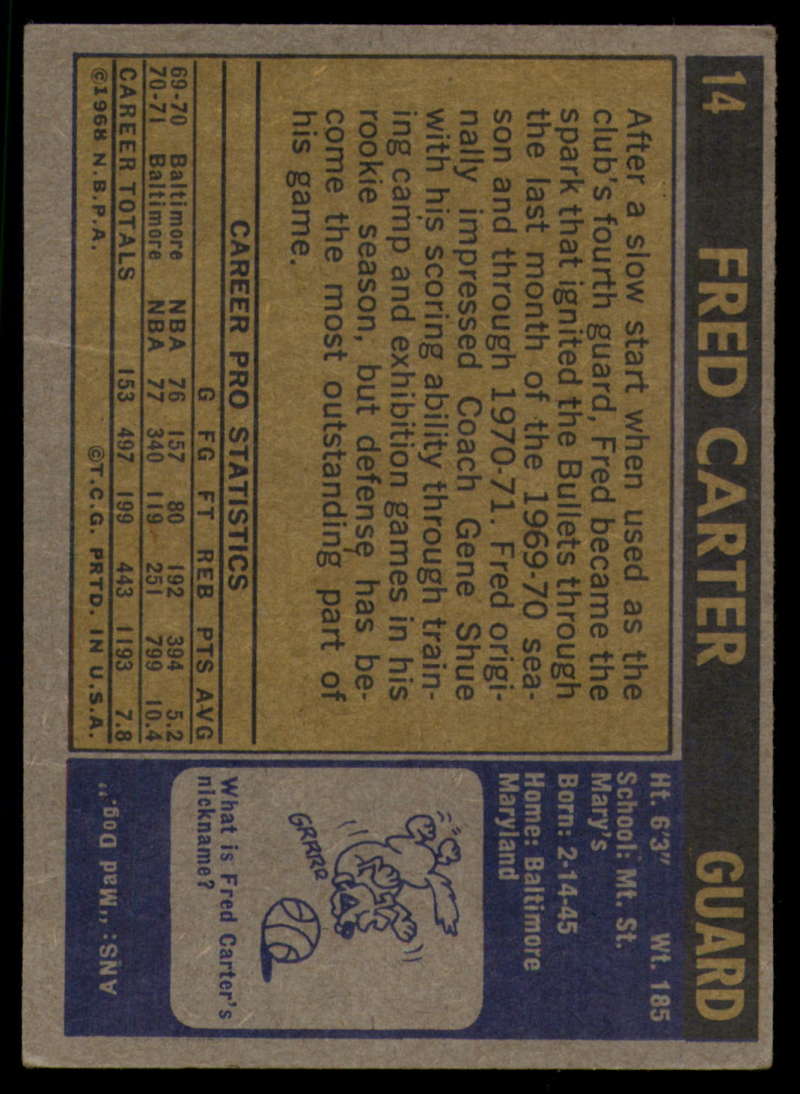 14 FRED CARTER GUARD
After a slow start when used as the
club's fourth guard, Fred became the
spark that ignited the Bullets through
the last month of the 1969-70 sea-
son and through 1970-71. Fred origi-
nally impressed Coach Gene Shue
with his scoring ability through train-
ing camp and exhibition games in his
rookie season, but defense has be-
come the most outstanding part of
his game.
CAREER PRO STATISTICS
G FG FT REB PTS AVG
69-70 Baltimore NBA 76 157 80 192 394 5.2
70-71 Baltimore NBA 77 340 119 251 799 10.4
CAREER TOTALS 153 497 199 443 1193 7.8
©1968 N.B.P.A. ©T.C.G. PRTD. IN U.S.A.
Ht. 6'3" Wt. 185
School: Mt. St.
Mary's
Born: 2-14-45
Home: Baltimore
Maryland
GRRRR
What is Fred Carter's
nickname?
ANS: "Mad Dog."